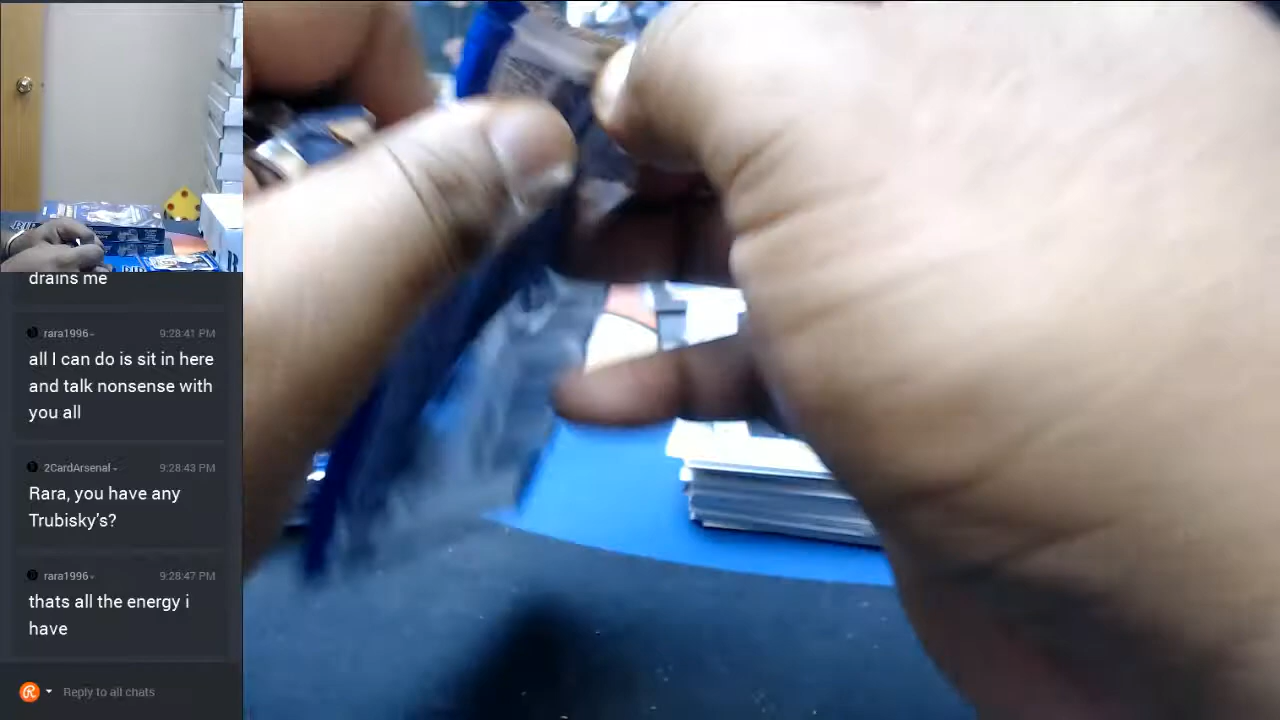 drains me
rara1996
9:28:41 PM
all I can do is sit in here
and talk nonsense with
you all
2CardArsenal
9:28:43 PM
Rara, you have any
Trubisky's?
rara1996
9:28:47 PM
thats all the energy i
have
Reply to all chats